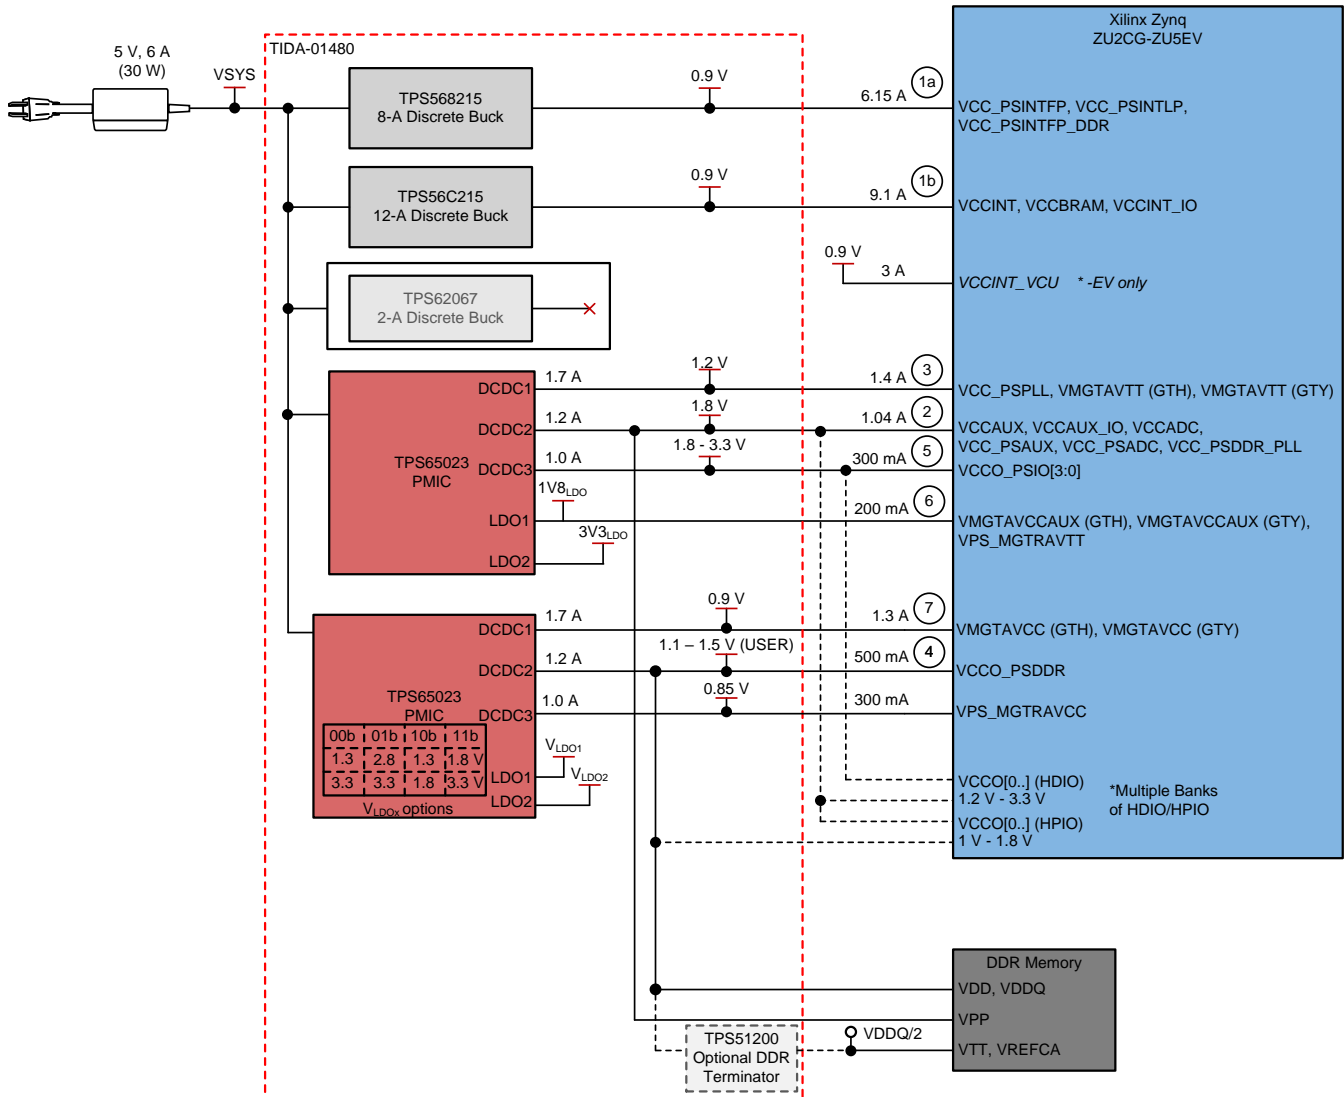 Xilinx Zynq
ZU2CG-ZU5EV
TIDA-01480
5 V, 6 A
(30 W)
VSYS
TPS568215
8-A Discrete Buck
0.9 V
6.15 A
1a
VCC_PSINTFP, VCC_PSINTLP,
VCC_PSINTFP_DDR
TPS56C215
12-A Discrete Buck
0.9 V
9.1 A
1b
VCCINT, VCCBRAM, VCCINT_IO
0.9 V
3 A
VCCINT_VCU * -EV only
TPS62067
2-A Discrete Buck
TPS65023
PMIC
DCDC1
1.7 A
1.2 V
1.4 A
3
VCC_PSPLL, VMGTAVTT (GTH), VMGTAVTT (GTY)
DCDC2
1.2 A
1.8 V
1.04 A
2
VCCAUX, VCCAUX_IO, VCCADC,
VCC_PSAUX, VCC_PSADC, VCC_PSDDR_PLL
DCDC3
1.0 A
1.8 - 3.3 V
300 mA
5
VCCO_PSIO[3:0]
LDO1
1V8LDO
200 mA
6
VMGTAVCCAUX (GTH), VMGTAVCCAUX (GTY),
VPS_MGTRAVTT
LDO2
3V3LDO
TPS65023
PMIC
DCDC1
1.7 A
0.9 V
1.3 A
7
VMGTAVCC (GTH), VMGTAVCC (GTY)
DCDC2
1.2 A
1.1 – 1.5 V (USER)
500 mA
4
VCCO_PSDDR
DCDC3
1.0 A
0.85 V
300 mA
VPS_MGTRAVCC
00b 01b 10b 11b
1.3 2.8 1.3 1.8 V
3.3 3.3 1.8 3.3 V
VLDOx options
LDO1
VLDO1
LDO2
VLDO2
VCCO[0..] (HDIO)
1.2 V - 3.3 V
*Multiple Banks
of HDIO/HPIO
VCCO[0..] (HPIO)
1 V - 1.8 V
DDR Memory
VDD, VDDQ
VPP
VTT, VREFCA
VDDQ/2
TPS51200
Optional DDR
Terminator